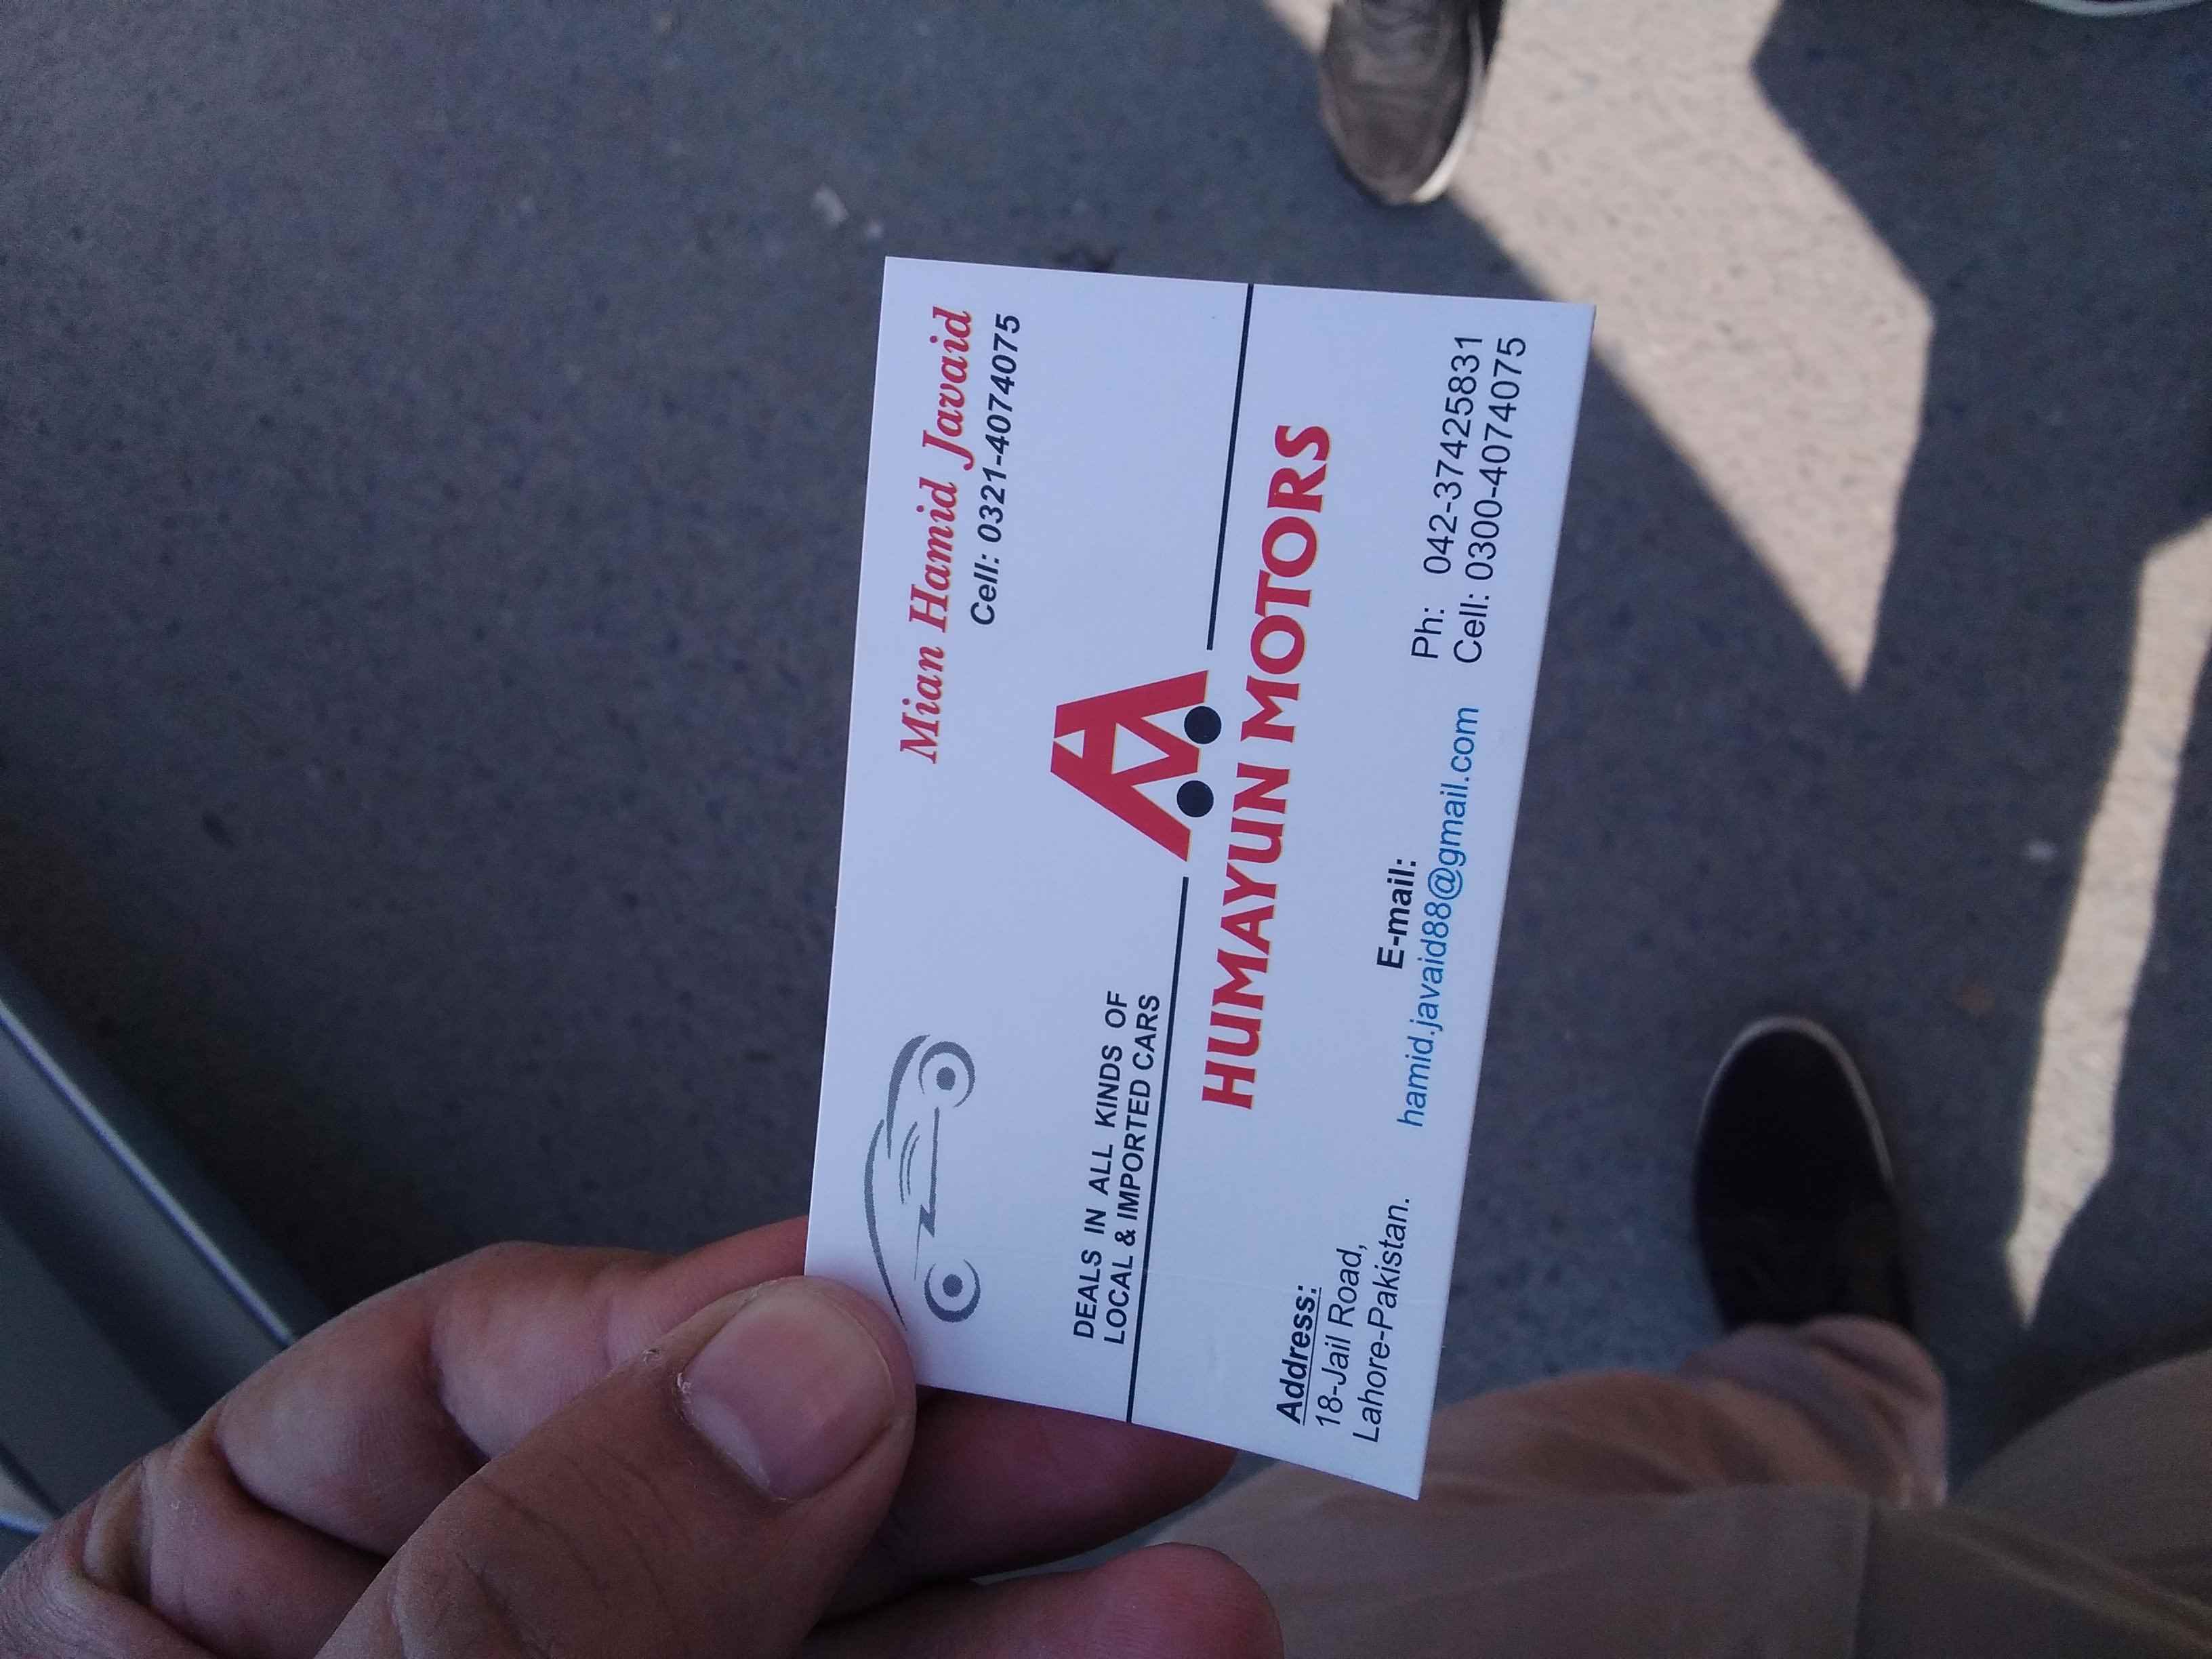 Mian Hamid Javaid
Cell: 0321-4074075
DEALS IN ALL KINDS OF
LOCAL & IMPORTED CARS
HM
HUMAYUN MOTORS
Address:
18-Jail Road,
Lahore-Pakistan.
E-mail:
hamid.javaid88@gmail.com
Ph: 042-37425831
Cell: 0300-4074075